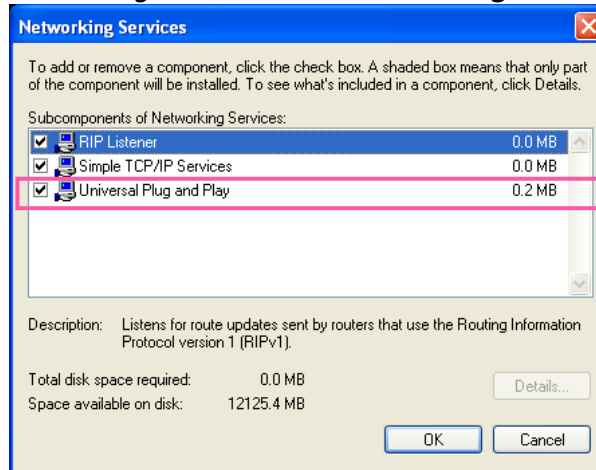 Networking Services
To add or remove a component, click the check box. A shaded box means that only part
of the component will be installed. To see what's included in a component, click Details.
Subcomponents of Networking Services:
RIP Listener 0.0 MB
Simple TCP/IP Services 0.0 MB
Universal Plug and Play 0.2 MB
Description: Listens for route updates sent by routers that use the Routing Information
Protocol version 1 (RIPv1).
Total disk space required: 0.0 MB
Details...
Space available on disk: 12125.4 MB
OK Cancel